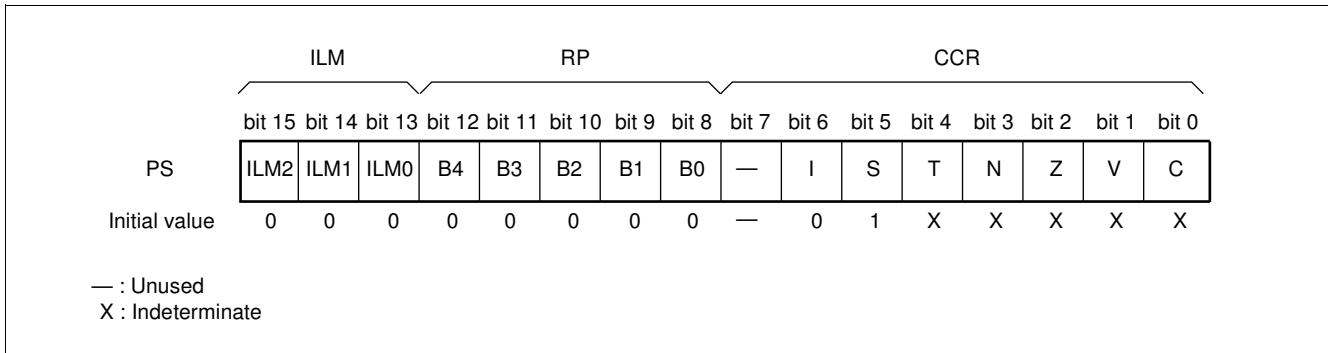 ILM RP CCR
bit 15 bit 14 bit 13 bit 12 bit 11 bit 10 bit 9 bit 8 bit 7 bit 6 bit 5 bit 4 bit 3 bit 2 bit 1 bit 0
PS ILM2 ILM1 ILM0 B4 B3 B2 B1 B0 — I S T N Z V C
Initial value 0 0 0 0 0 0 0 0 — 0 1 X X X X X
— : Unused
X : Indeterminate